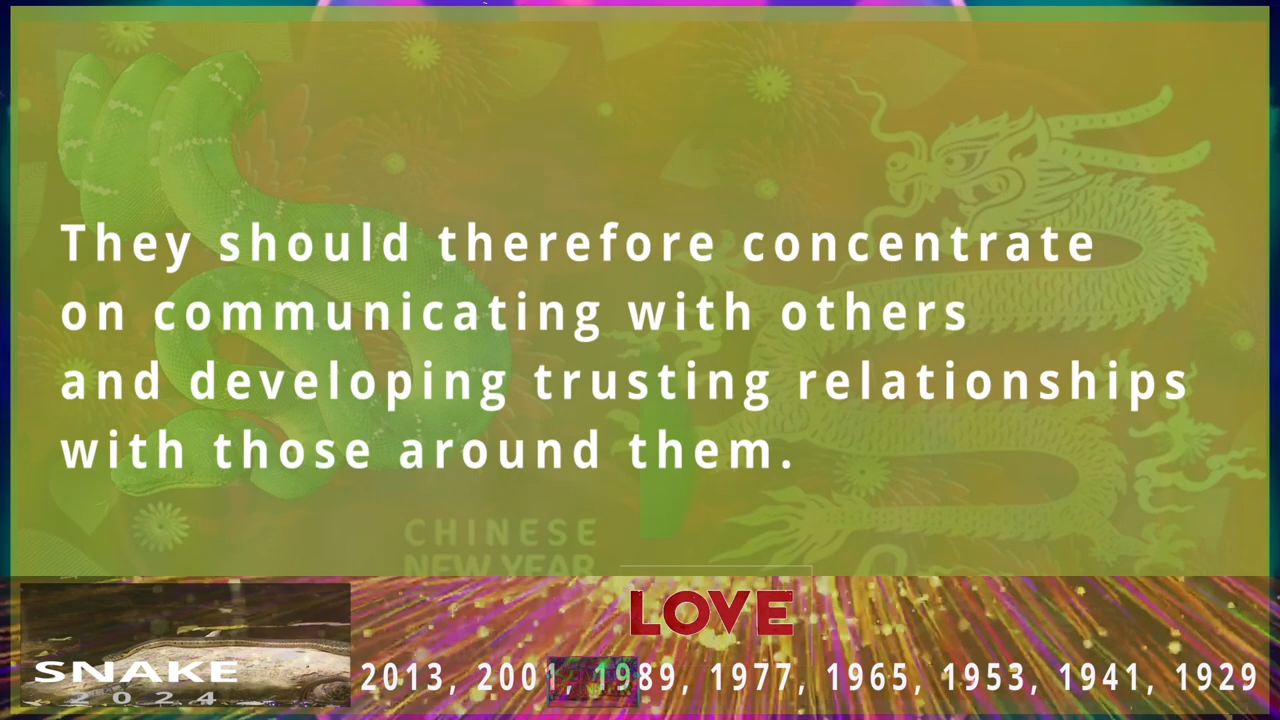 They should therefore concentrate
on communicating with others
and developing trusting relationships
with those around them.
CHINESE
NEW YEAR
LOVE
SNAKE
2024
2013, 2001, 1989, 1977, 1965, 1953, 1941, 1929